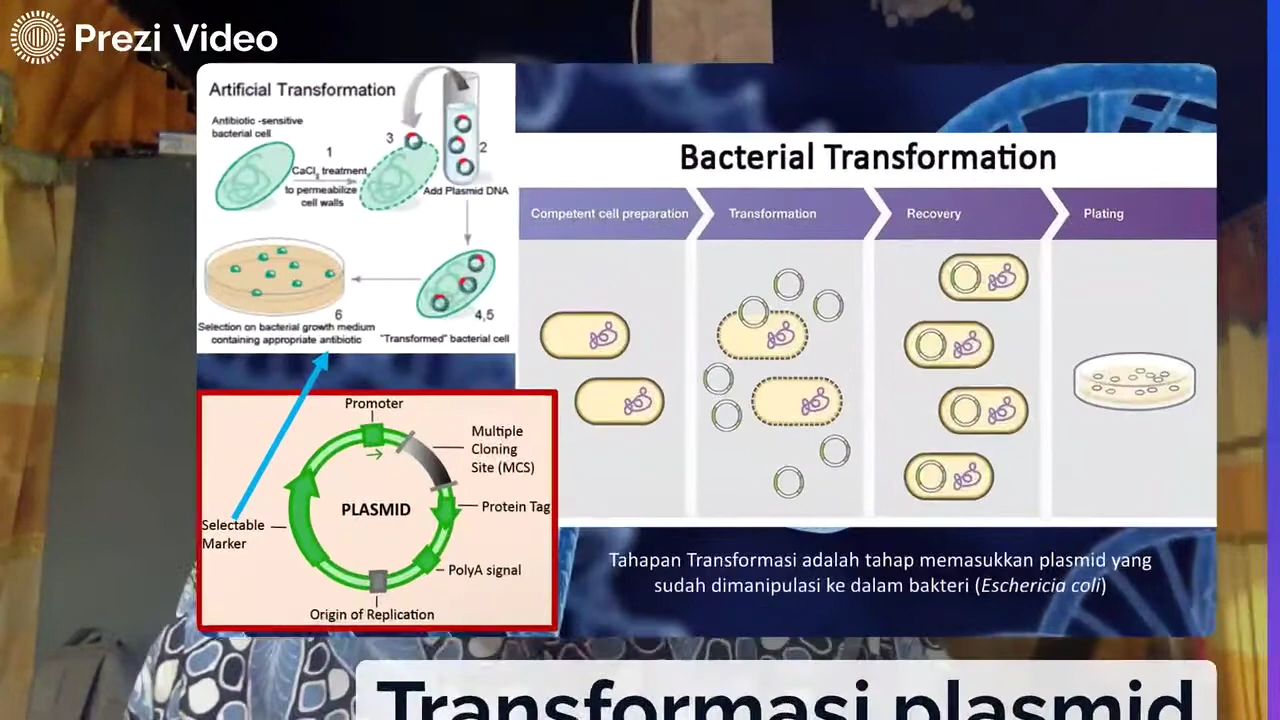 Prezi Video
Artificial Transformation
Antibiotic -sensitive
bacterial cell
1
CaCl2 treatment
to permeabilize
cell walls
3
2
Add Plasmid DNA
4,5
"Transformed" bacterial cell
6
Selection on bacterial growth medium
containing appropriate antibiotic
Bacterial Transformation
Competent cell preparation
Transformation
Recovery
Plating
Promoter
Multiple
Cloning
Site (MCS)
PLASMID
Protein Tag
Selectable
Marker
PolyA signal
Origin of Replication
Tahapan Transformasi adalah tahap memasukkan plasmid yang
sudah dimanipulasi ke dalam bakteri (Eschericia coli)
Transformasi plasmid